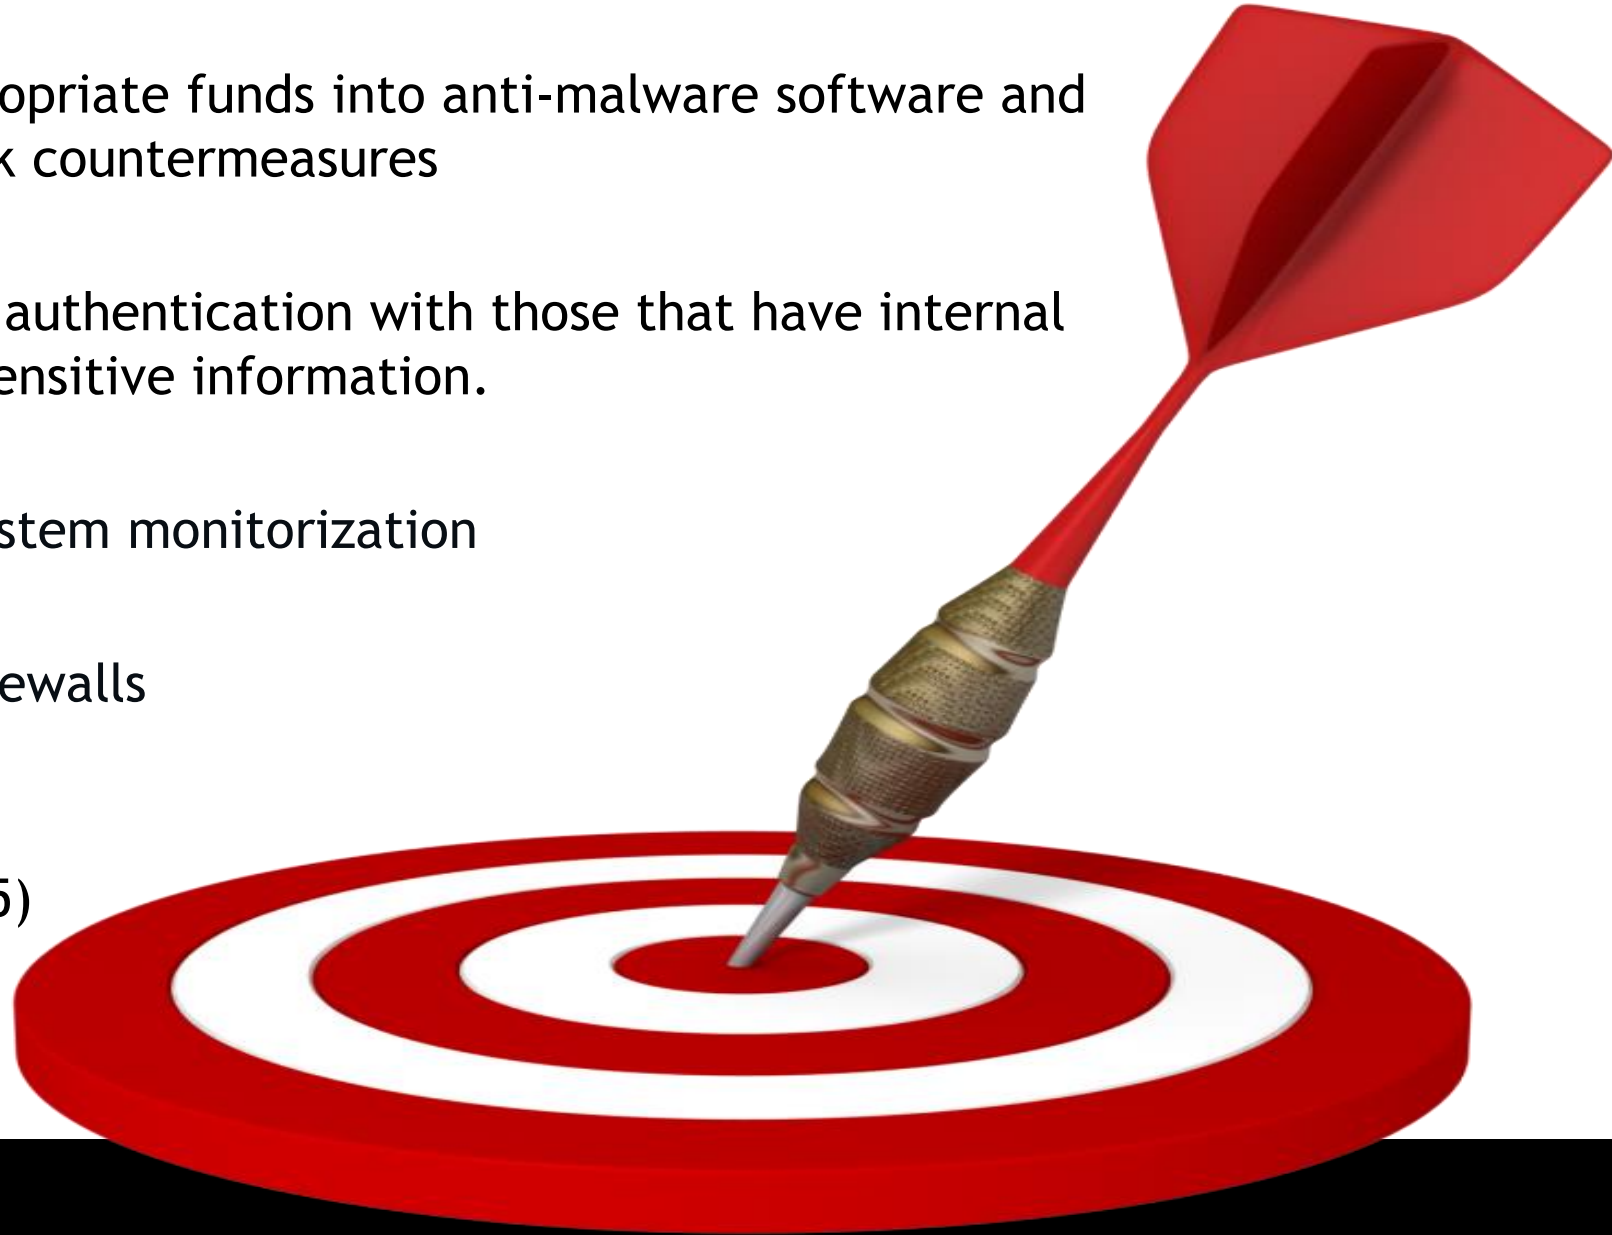 opriate funds into anti-malware software and
k countermeasures
authentication with those that have internal
ensitive information.
stem monitorization
ewalls
5)